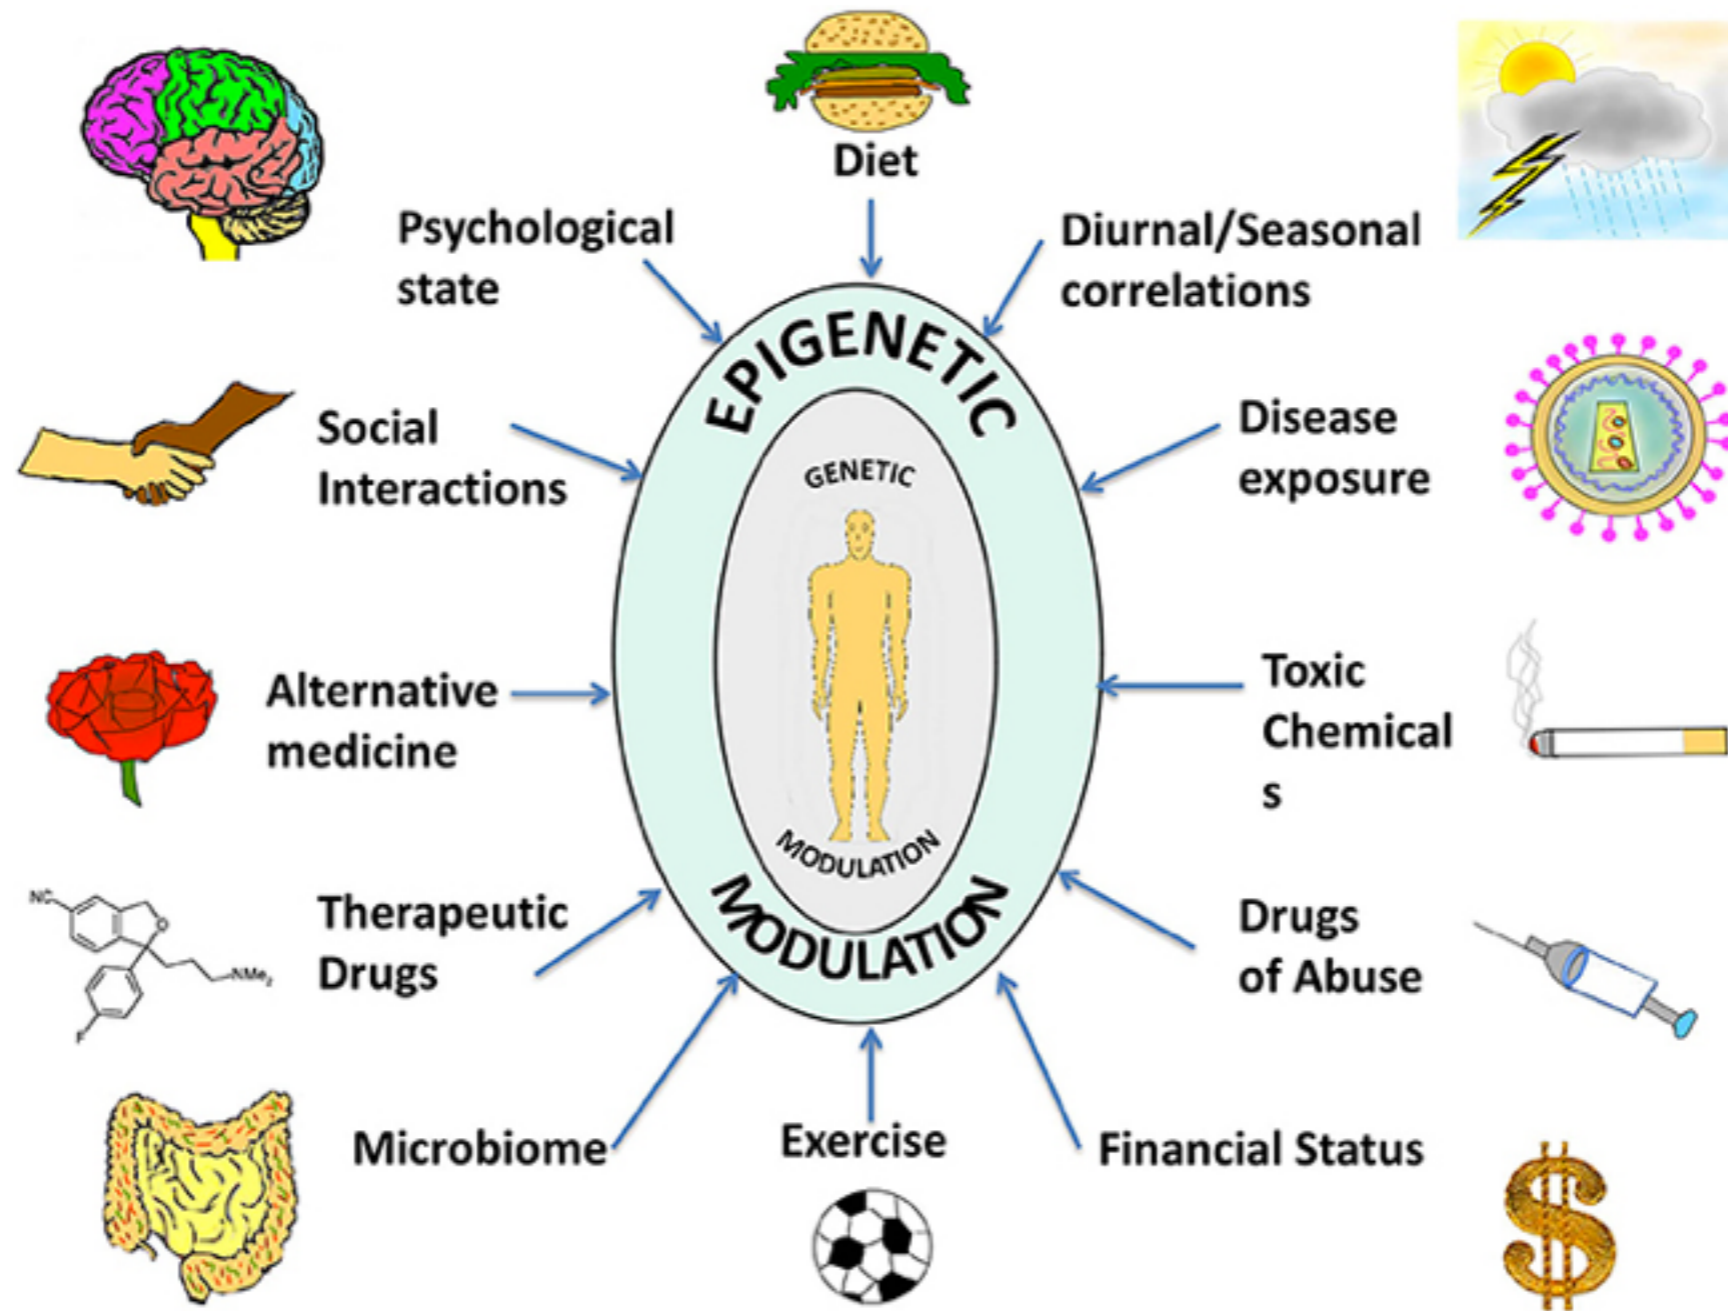 Diet
Psychological
state
Diurnal/Seasonal
correlations
EPIGENETIC
Social
Interactions
Disease
exposure
GENETIC
Alternative
medicine
Toxic
Chemical
s
MODULATION
MODULATION
Therapeutic
Drugs
Drugs
of Abuse
NC
O
NMe2
F
Microbiome
Exercise
Financial Status
$